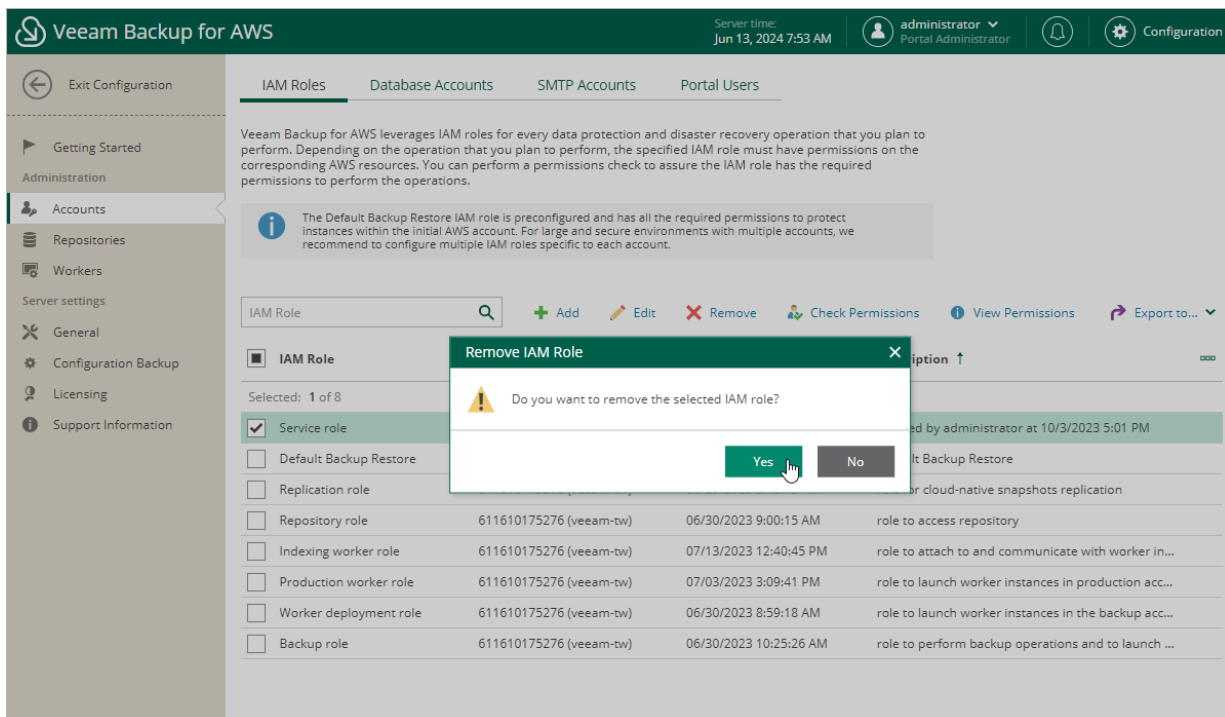 Veeam Backup for AWS
Server time:
Jun 13, 2024 7:53 AM
administrator
Portal Administrator
Configuration
Exit Configuration
Getting Started
Administration
Accounts
Repositories
Workers
Server settings
General
Configuration Backup
Licensing
Support Information
IAM Roles Database Accounts SMTP Accounts Portal Users
Veeam Backup for AWS leverages IAM roles for every data protection and disaster recovery operation that you plan to
perform. Depending on the operation that you plan to perform, the specified IAM role must have permissions on the
corresponding AWS resources. You can perform a permissions check to assure the IAM role has the required
permissions to perform the operations.
The Default Backup Restore IAM role is preconfigured and has all the required permissions to protect
instances within the initial AWS account. For large and secure environments with multiple accounts, we
recommend to configure multiple IAM roles specific to each account.
IAM Role
Add Edit Remove Check Permissions View Permissions Export to...
IAM Role iption ↑
Selected: 1 of 8
Remove IAM Role
Do you want to remove the selected IAM role?
Yes No
Service role ed by administrator at 10/3/2023 5:01 PM
Default Backup Restore lt Backup Restore
Replication role for cloud-native snapshots replication
Repository role 611610175276 (veeam-tw) 06/30/2023 9:00:15 AM role to access repository
Indexing worker role 611610175276 (veeam-tw) 07/13/2023 12:40:45 PM role to attach to and communicate with worker in...
Production worker role 611610175276 (veeam-tw) 07/03/2023 3:09:41 PM role to launch worker instances in production acc...
Worker deployment role 611610175276 (veeam-tw) 06/30/2023 8:59:18 AM role to launch worker instances in the backup acc...
Backup role 611610175276 (veeam-tw) 06/30/2023 10:25:26 AM role to perform backup operations and to launch ...